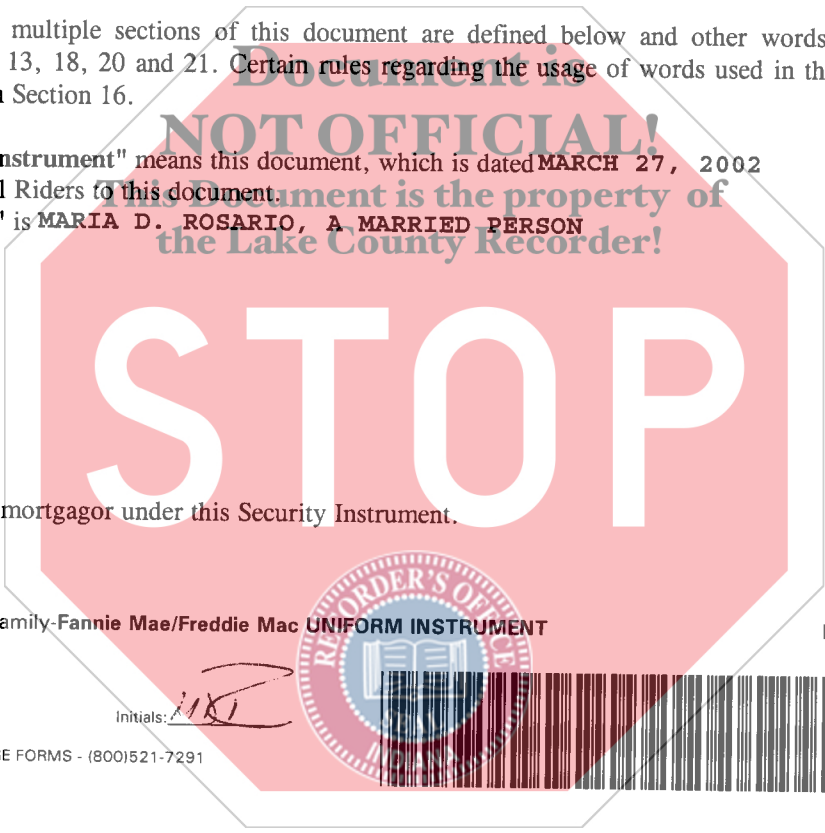 multiple sections of this document are defined below and other words
13, 18, 20 and 21. Certain rules regarding the usage of words used in th
Section 16.
Document is
NOT OFFICIAL!
nstrument" means this document, which is dated MARCH 27, 2002
l Riders to this document.
This Document is the property of
" is MARIA D. ROSARIO, A MARRIED PERSON
the Lake County Recorder!
STOP
mortgagor under this Security Instrument.
RECORDER'S OFFICE
amily-Fannie Mae/Freddie Mac UNIFORM INSTRUMENT
SEAL
Initials:
INDIANA
E FORMS - (800)521-7291